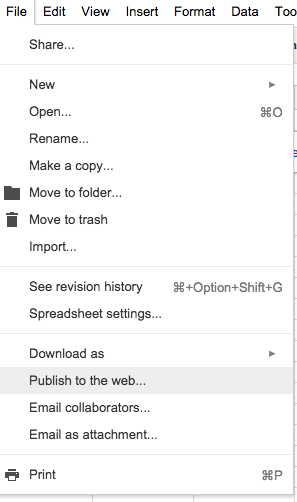 File Edit View Insert Format Data Too
Share...
New ►
Open... ⌘O
Rename...
Make a copy...
Move to folder...
Move to trash
Import...
See revision history ⌘+Option+Shift+G
Spreadsheet settings...
Download as ►
Publish to the web...
Email collaborators...
Email as attachment...
Print ⌘P